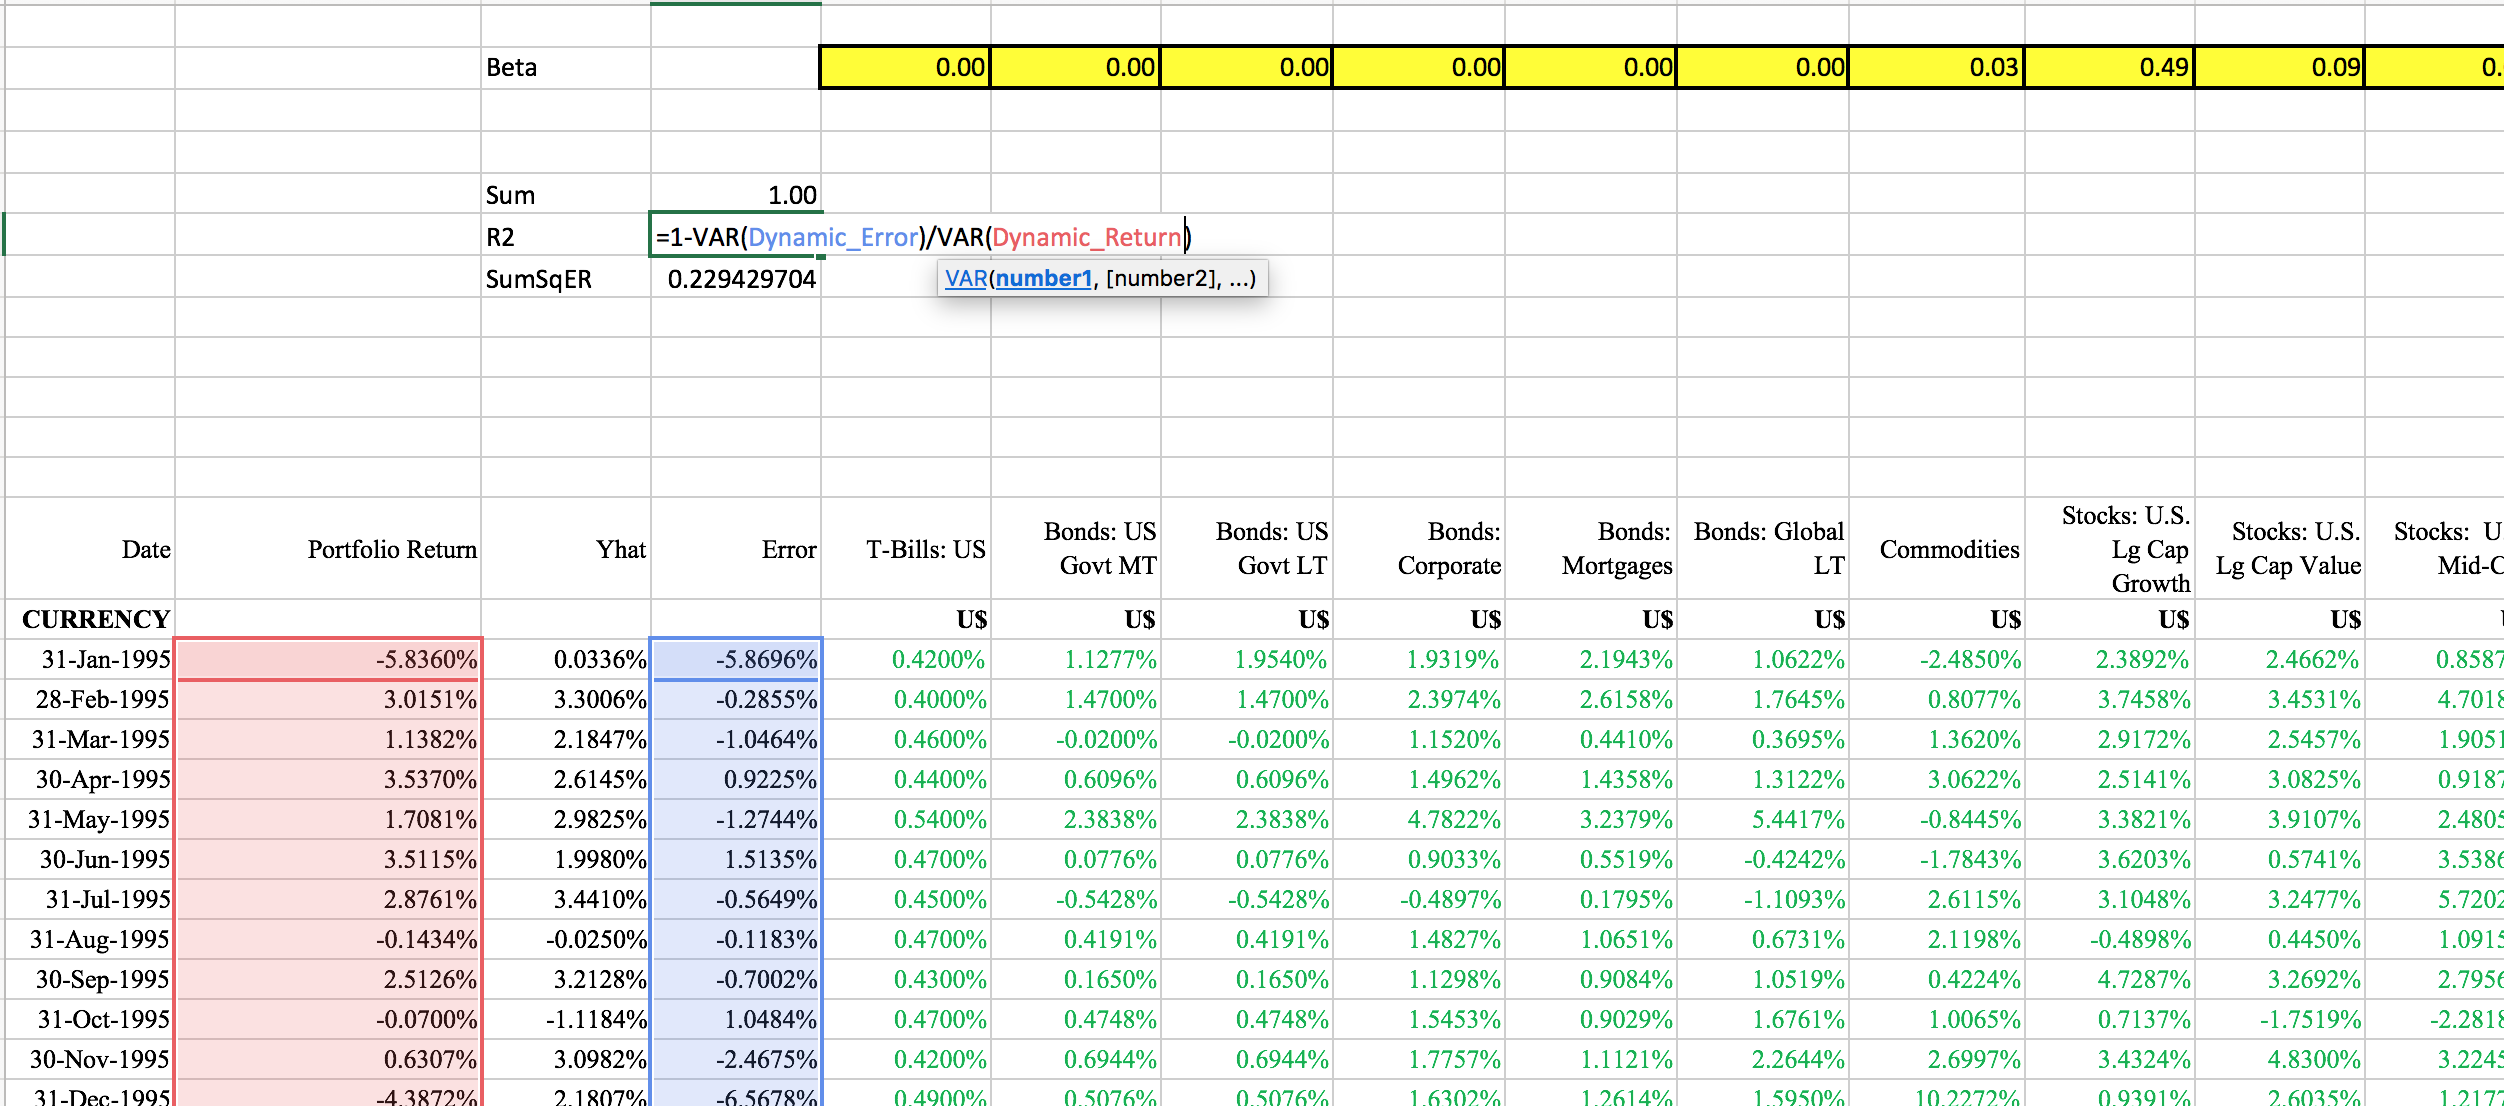 Beta 0.00 0.00 0.00 0.00 0.00 0.00 0.03 0.49 0.09 0.
Sum 1.00
R2 =1-VAR(Dynamic_Error)/VAR(Dynamic_Return)
SumSqER 0.229429704 VAR(number1, [number2], ...)
Date Portfolio Return Yhat Error T-Bills: US Bonds: US Govt MT Bonds: US Govt LT Bonds: Corporate Bonds: Mortgages Bonds: Global LT Commodities Stocks: U.S. Lg Cap Growth Stocks: U.S. Lg Cap Value Stocks: U. Mid-C
CURRENCY U$ U$ U$ U$ U$ U$ U$ U$ U$
31-Jan-1995 -5.8360% 0.0336% -5.8696% 0.4200% 1.1277% 1.9540% 1.9319% 2.1943% 1.0622% -2.4850% 2.3892% 2.4662% 0.8587
28-Feb-1995 3.0151% 3.3006% -0.2855% 0.4000% 1.4700% 1.4700% 2.3974% 2.6158% 1.7645% 0.8077% 3.7458% 3.4531% 4.7018
31-Mar-1995 1.1382% 2.1847% -1.0464% 0.4600% -0.0200% -0.0200% 1.1520% 0.4410% 0.3695% 1.3620% 2.9172% 2.5457% 1.9051
30-Apr-1995 3.5370% 2.6145% 0.9225% 0.4400% 0.6096% 0.6096% 1.4962% 1.4358% 1.3122% 3.0622% 2.5141% 3.0825% 0.9187
31-May-1995 1.7081% 2.9825% -1.2744% 0.5400% 2.3838% 2.3838% 4.7822% 3.2379% 5.4417% -0.8445% 3.3821% 3.9107% 2.4805
30-Jun-1995 3.5115% 1.9980% 1.5135% 0.4700% 0.0776% 0.0776% 0.9033% 0.5519% -0.4242% -1.7843% 3.6203% 0.5741% 3.5386
31-Jul-1995 2.8761% 3.4410% -0.5649% 0.4500% -0.5428% -0.5428% -0.4897% 0.1795% -1.1093% 2.6115% 3.1048% 3.2477% 5.7202
31-Aug-1995 -0.1434% -0.0250% -0.1183% 0.4700% 0.4191% 0.4191% 1.4827% 1.0651% 0.6731% 2.1198% -0.4898% 0.4450% 1.0915
30-Sep-1995 2.5126% 3.2128% -0.7002% 0.4300% 0.1650% 0.1650% 1.1298% 0.9084% 1.0519% 0.4224% 4.7287% 3.2692% 2.7956
31-Oct-1995 -0.0700% -1.1184% 1.0484% 0.4700% 0.4748% 0.4748% 1.5453% 0.9029% 1.6761% 1.0065% 0.7137% -1.7519% -2.2818
30-Nov-1995 0.6307% 3.0982% -2.4675% 0.4200% 0.6944% 0.6944% 1.7757% 1.1121% 2.2644% 2.6997% 3.4324% 4.8300% 3.2245
31-Dec-1995 -4.3872% 2.1807% -6.5678% 0.4900% 0.5076% 0.5076% 1.6302% 1.2614% 1.5950% 10.2272% 0.9391% 2.6035% 1.2177